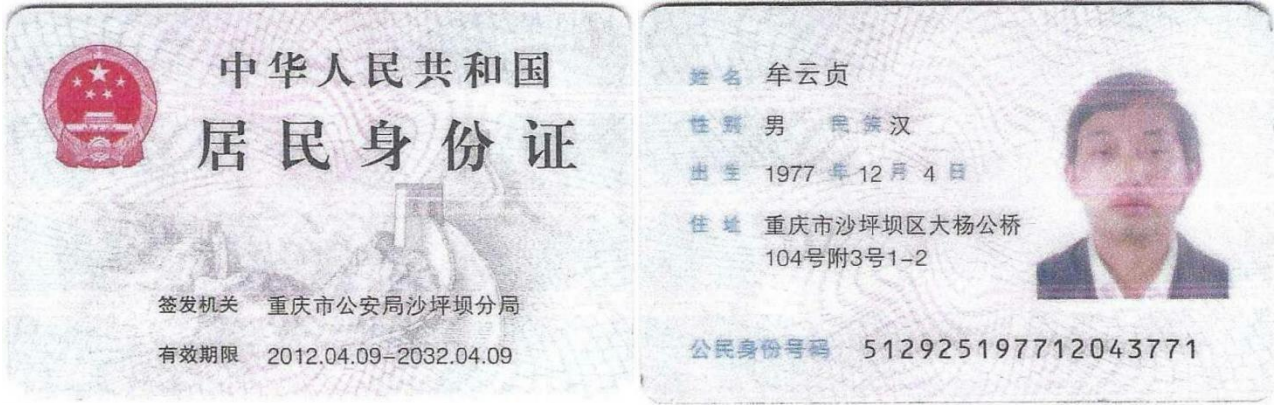 中华人民共和国
居民身份证
签发机关 重庆市公安局沙坪坝分局
有效期限 2012.04.09-2032.04.09
姓名 牟云贞
性别 男 民族 汉
出生 1977 年 12 月 4 日
住址 重庆市沙坪坝区大杨公桥
104号附3号1-2
公民身份号码 512925197712043771